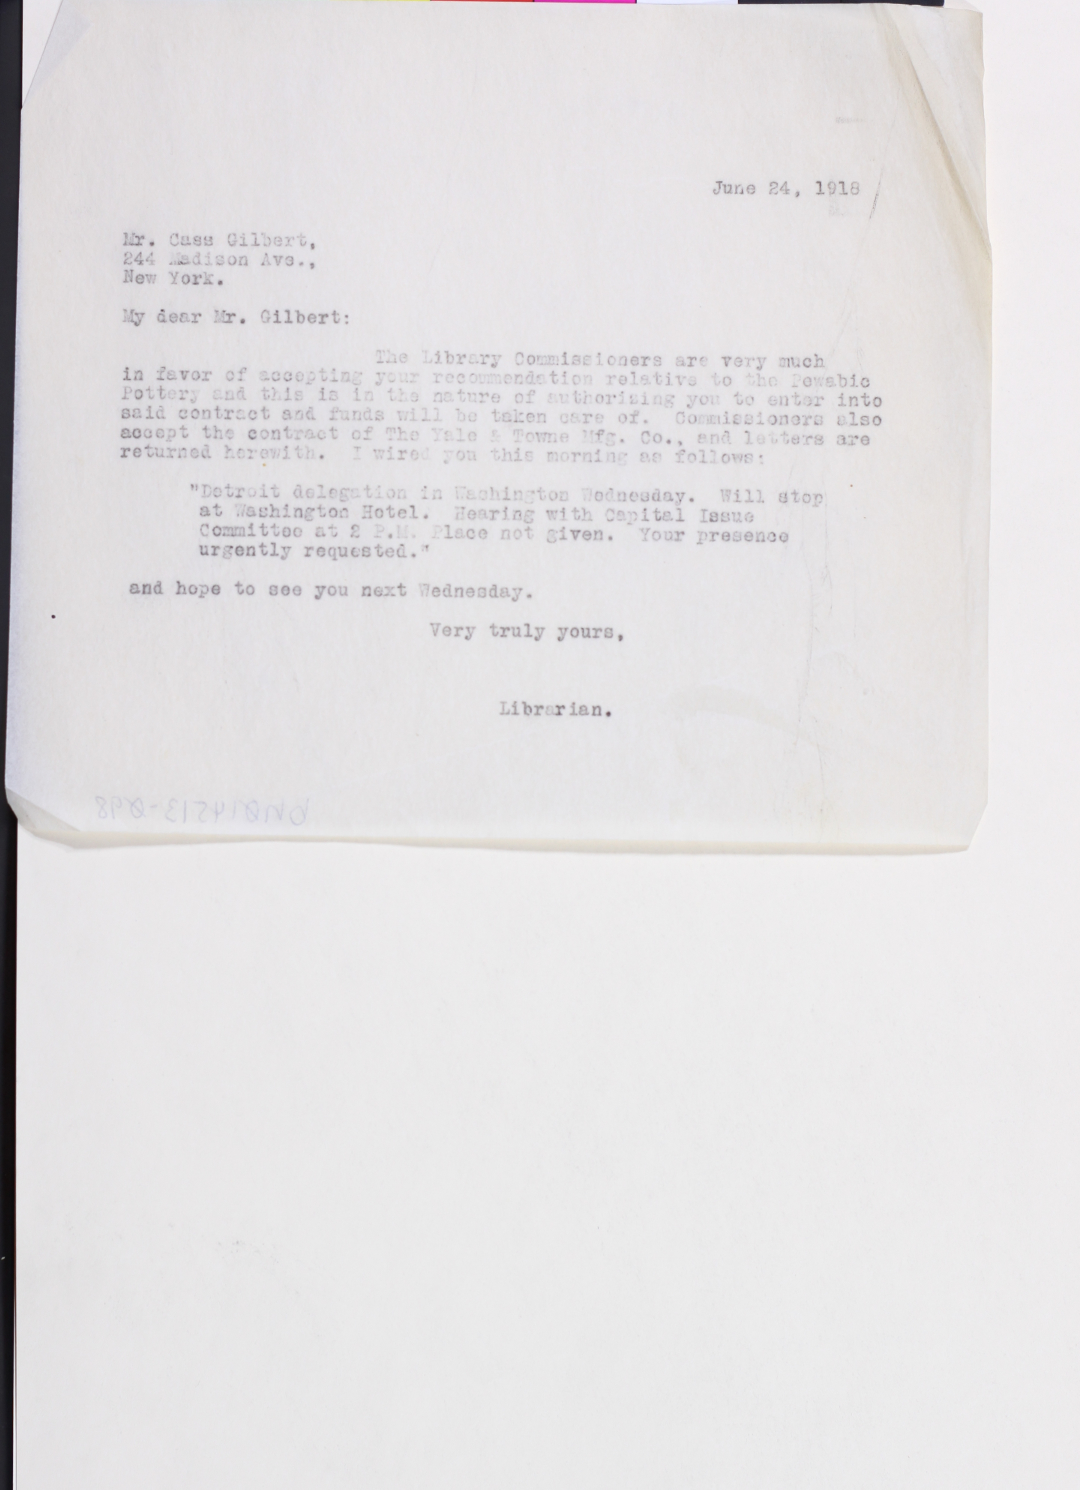 June 24, 1918
Mr. Cass Gilbert,
244 Madison Ave.,
New York.
My dear Mr. Gilbert:
The Library Commissioners are very much
in favor of accepting your recommendation relative to the Pewabic
Pottery and this is in the nature of authorizing you to enter into
said contract and funds will be taken care of. Commissioners also
accept the contract of The Yale & Towne Mfg. Co., and letters are
returned herewith. I wired you this morning as follows:
"Detroit delegation in Washington Wednesday. Will stop
at Washington Hotel. Hearing with Capital Issue
Committee at 2 P.M. Place not given. Your presence
urgently requested."
and hope to see you next Wednesday.
Very truly yours,
Librarian.